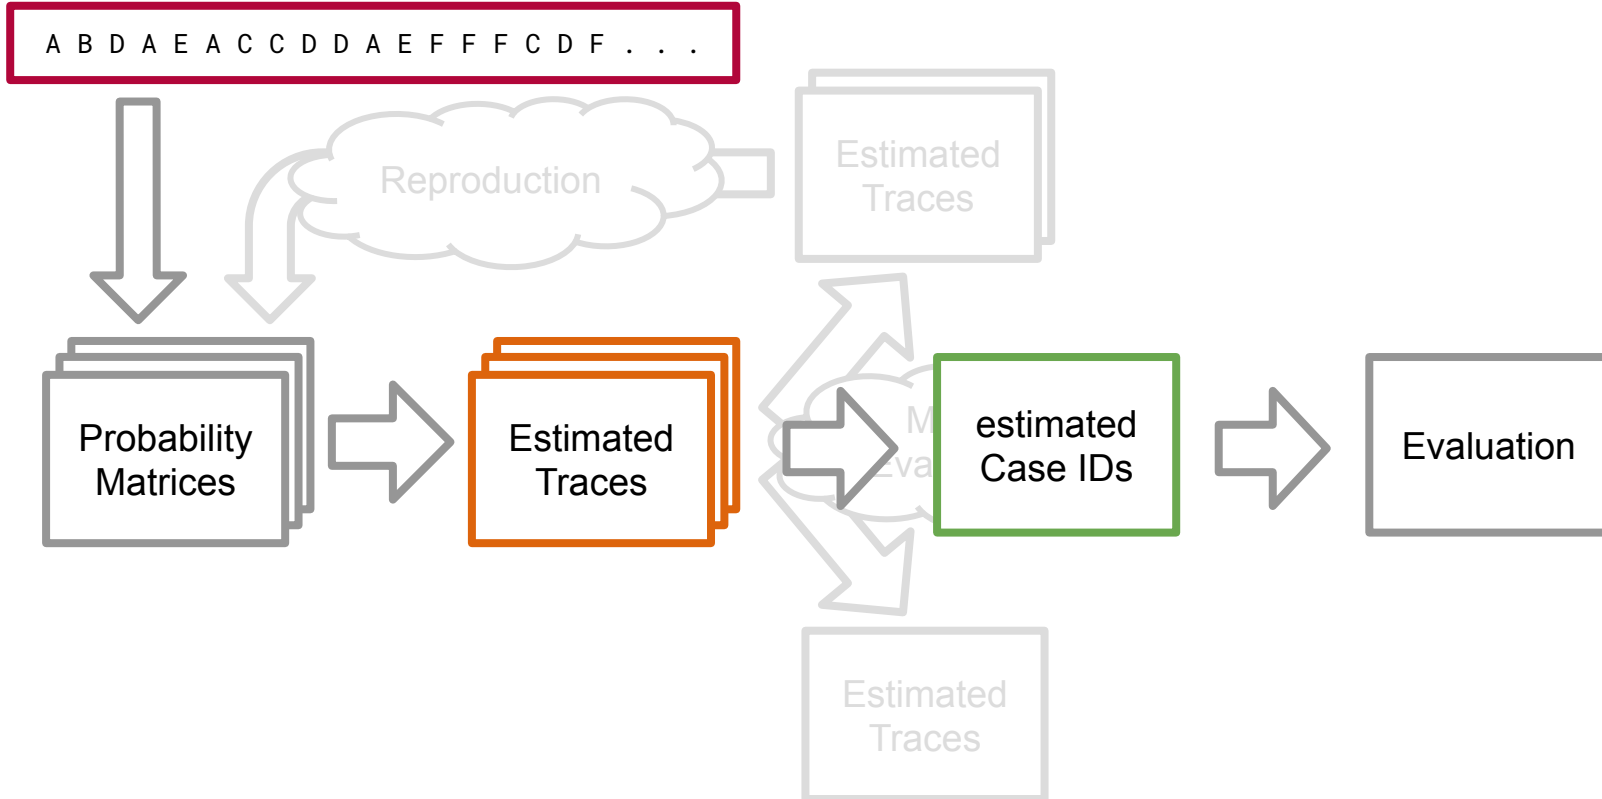 A B D A E A C C D D A E F F F C D F . . .
Reproduction
Estimated
Traces
Probability
Matrices
Estimated
Traces
estimated
Case IDs
Evaluation
Estimated
Traces